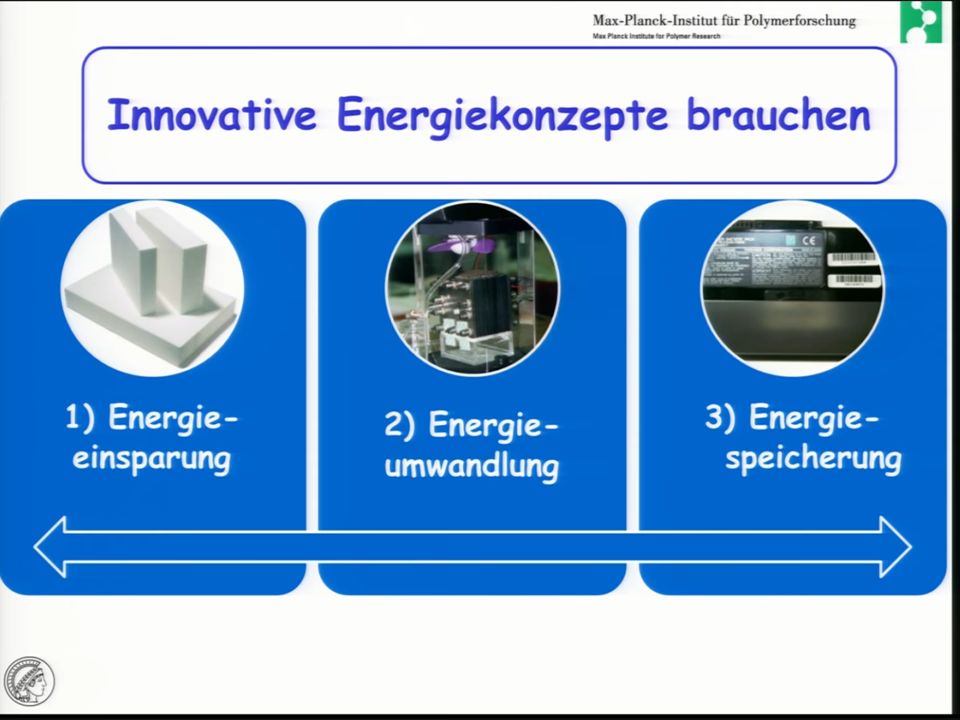 Max-Planck-Institut für Polymerforschung
Max Planck Institute for Polymer Research
Innovative Energiekonzepte brauchen
1) Energie-
einsparung
2) Energie-
umwandlung
3) Energie-
speicherung